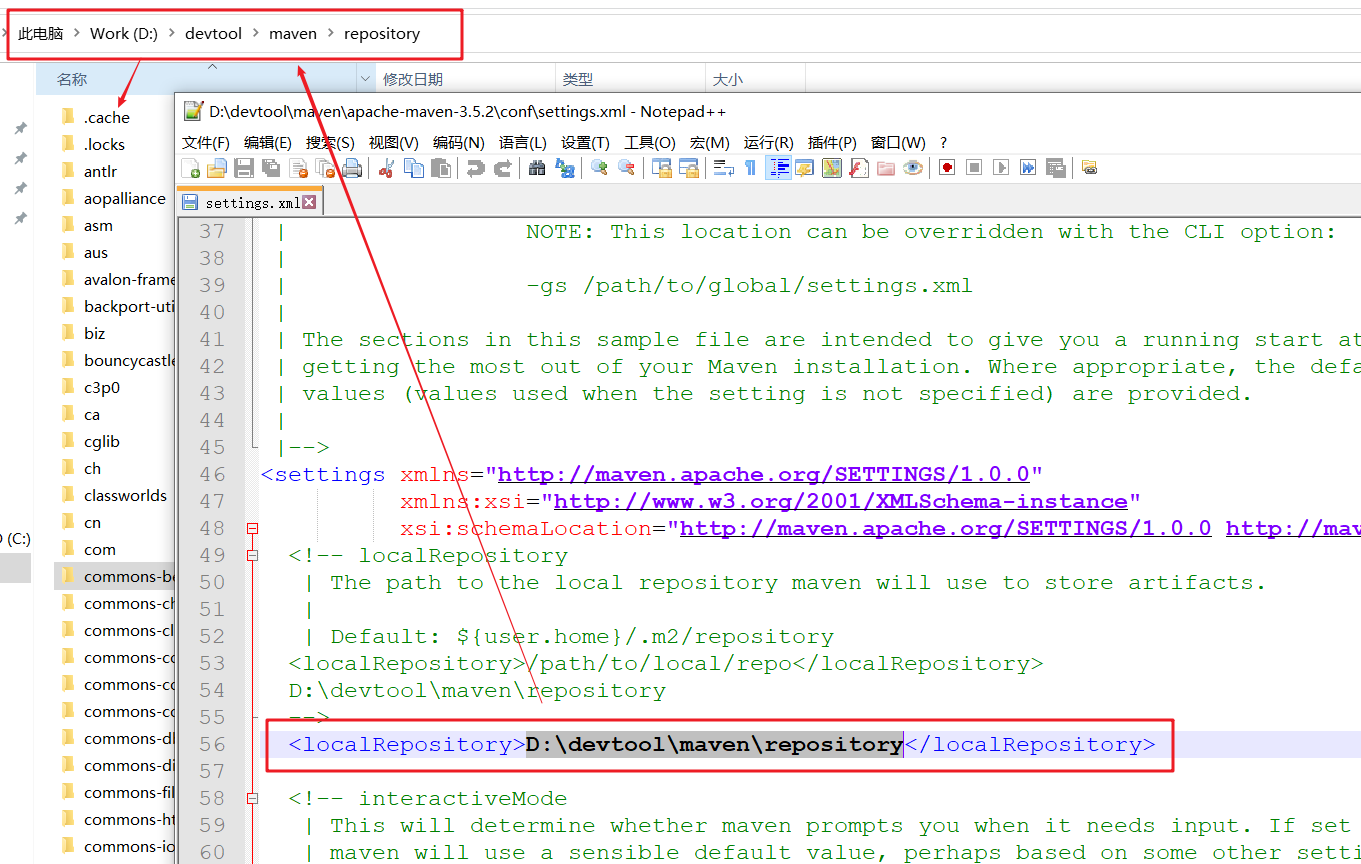 此电脑 > Work (D:) > devtool > maven > repository
名称 修改日期 类型 大小
.cache
.locks
antlr
aopalliance
asm
aus
avalon-frame
backport-uti
biz
bouncycastle
c3p0
ca
cglib
ch
classworlds
cn
com
commons-be
commons-ch
commons-cl
commons-co
commons-co
commons-co
commons-di
commons-fil
commons-ht
commons-io
(C:)
D:\devtool\maven\apache-maven-3.5.2\conf\settings.xml - Notepad++
文件(F) 编辑(E) 搜索(S) 视图(V) 编码(N) 语言(L) 设置(T) 工具(O) 宏(M) 运行(R) 插件(P) 窗口(W) ?
settings.xml
37 | NOTE: This location can be overridden with the CLI option:
38 |
39 | -gs /path/to/global/settings.xml
40 |
41 | The sections in this sample file are intended to give you a running start at
42 | getting the most out of your Maven installation. Where appropriate, the defa
43 | values (values used when the setting is not specified) are provided.
44 |
45 |-->
46 <settings xmlns="http://maven.apache.org/SETTINGS/1.0.0"
47 xmlns:xsi="http://www.w3.org/2001/XMLSchema-instance"
48 xsi:schemaLocation="http://maven.apache.org/SETTINGS/1.0.0 http://mav
49 <!-- localRepository
50 | The path to the local repository maven will use to store artifacts.
51 |
52 | Default: ${user.home}/.m2/repository
53 <localRepository>/path/to/local/repo</localRepository>
54 D:\devtool\maven\repository
55 -->
56 <localRepository>D:\devtool\maven\repository</localRepository>
57
58 <!-- interactiveMode
59 | This will determine whether maven prompts you when it needs input. If set
60 | maven will use a sensible default value, perhaps based on some other setti